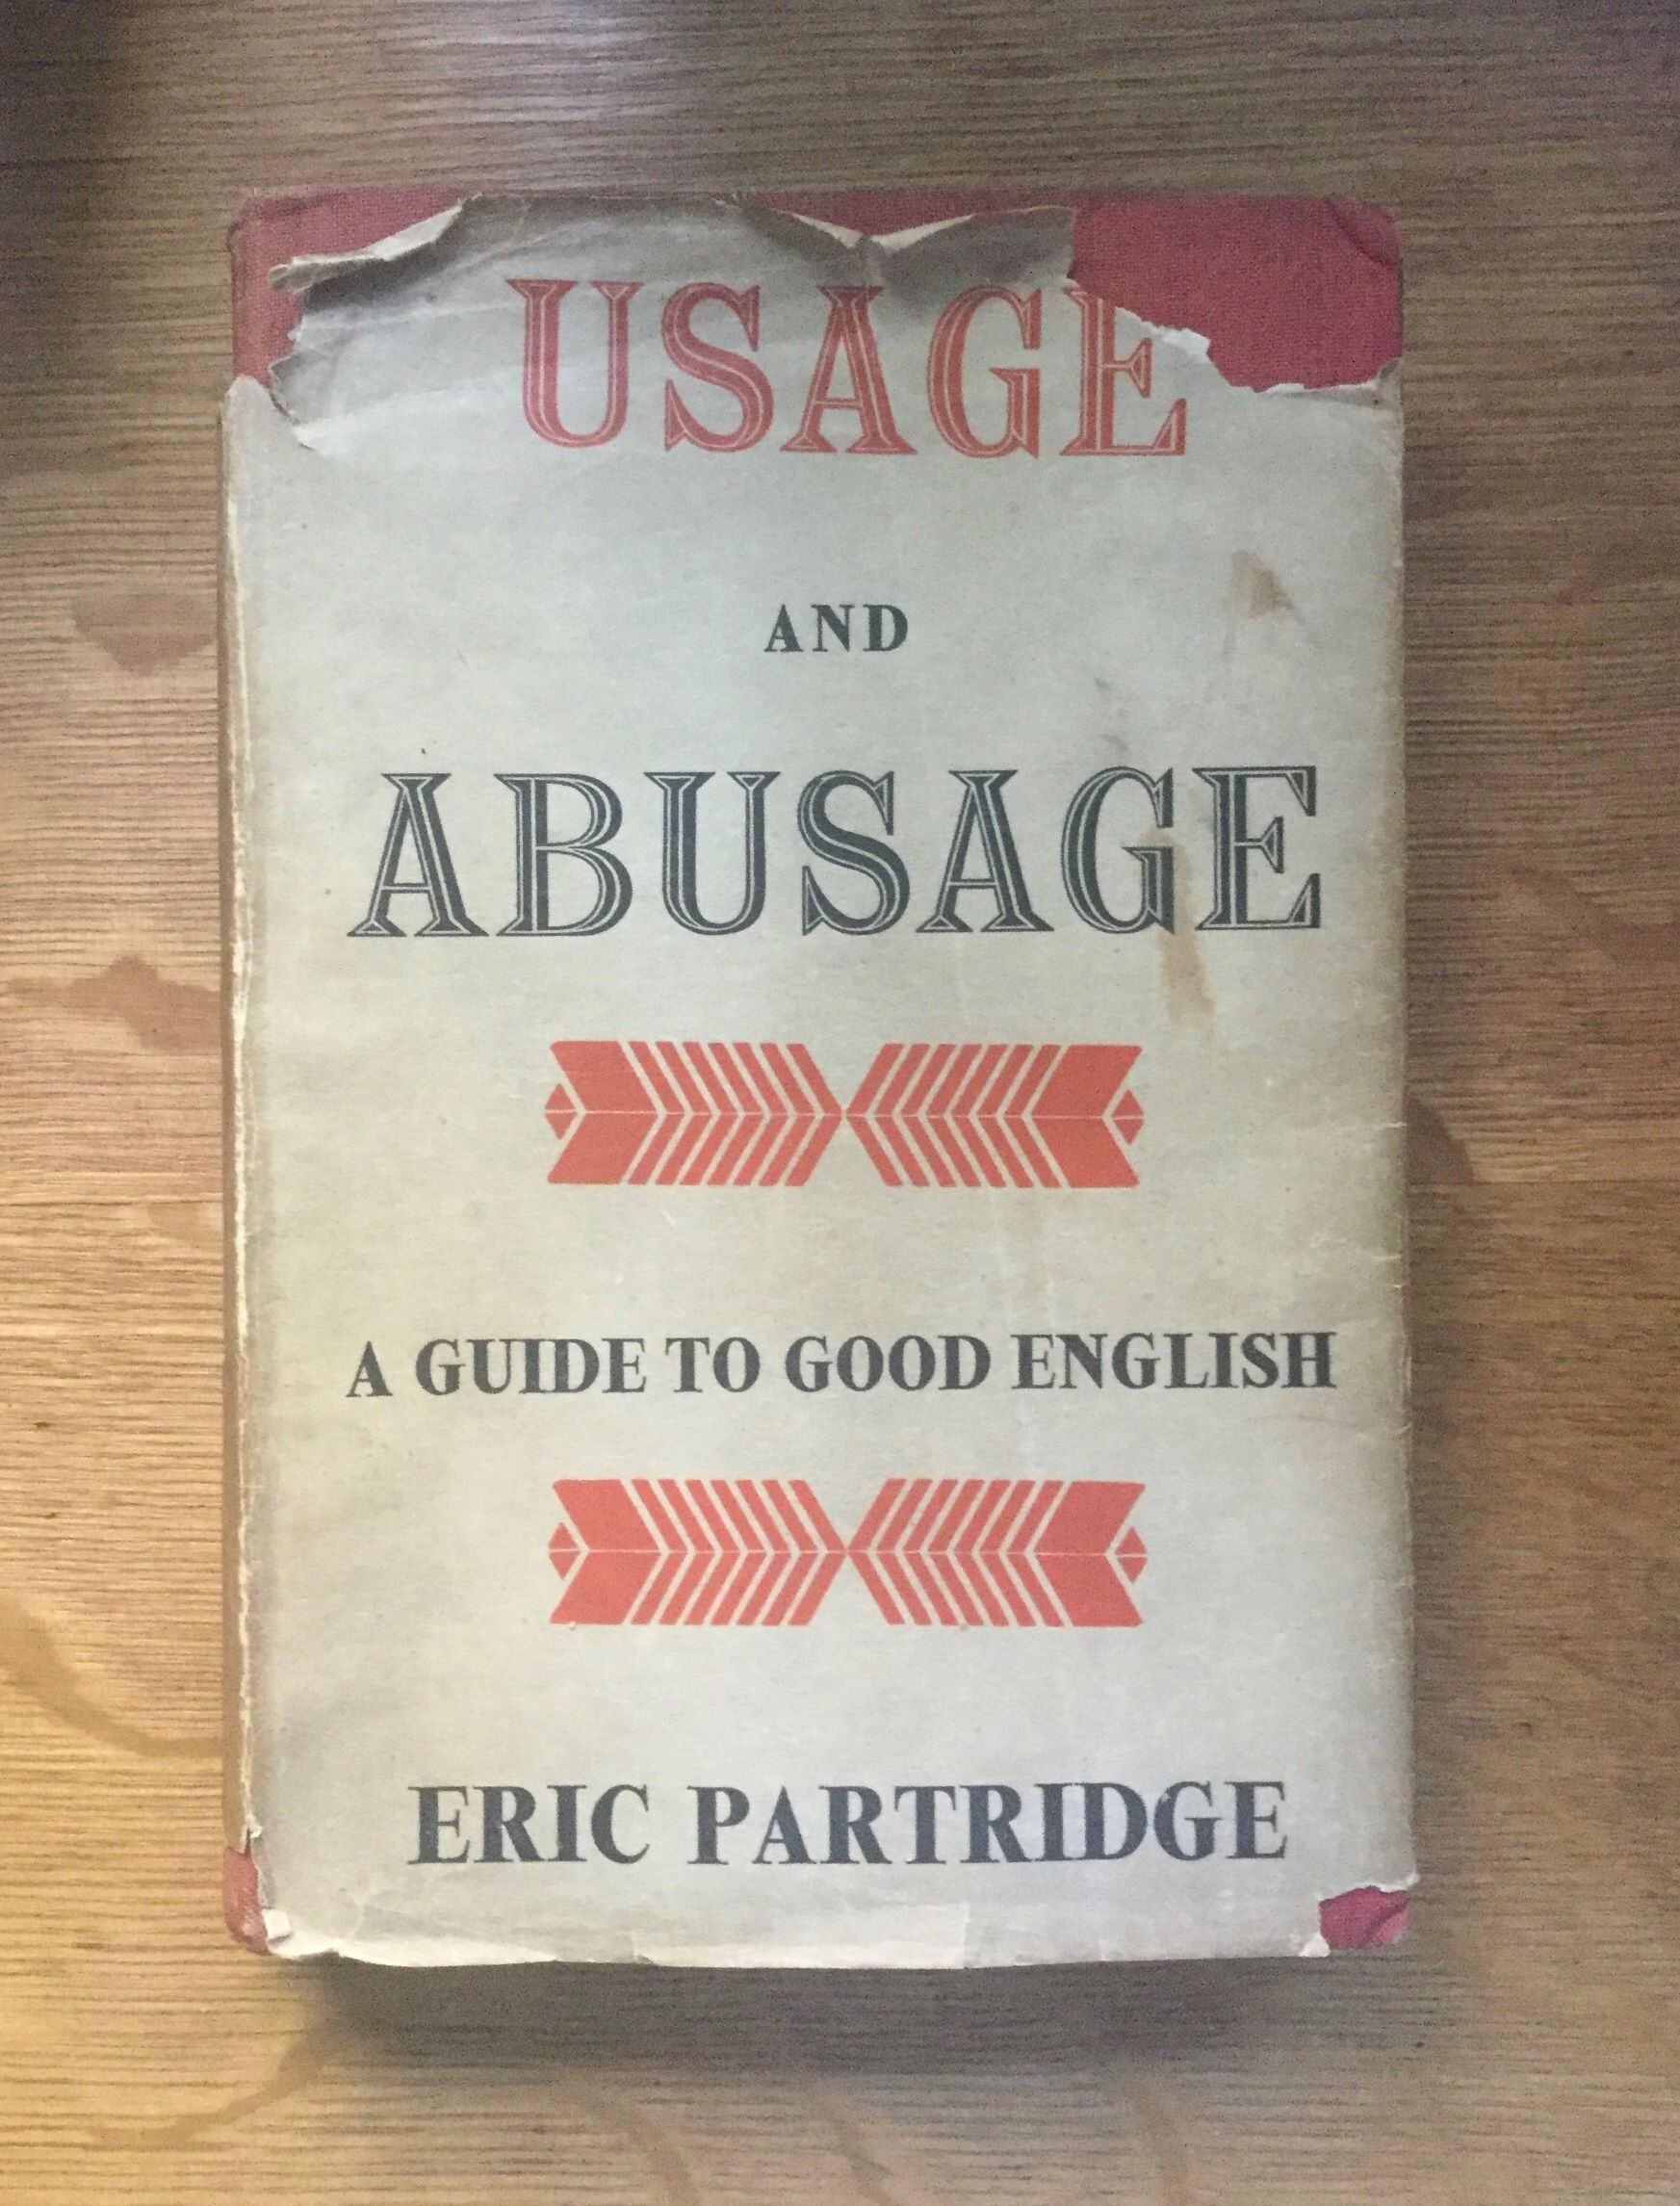 USAGE
AND
ABUSAGE
A GUIDE TO GOOD ENGLISH
ERIC PARTRIDGE